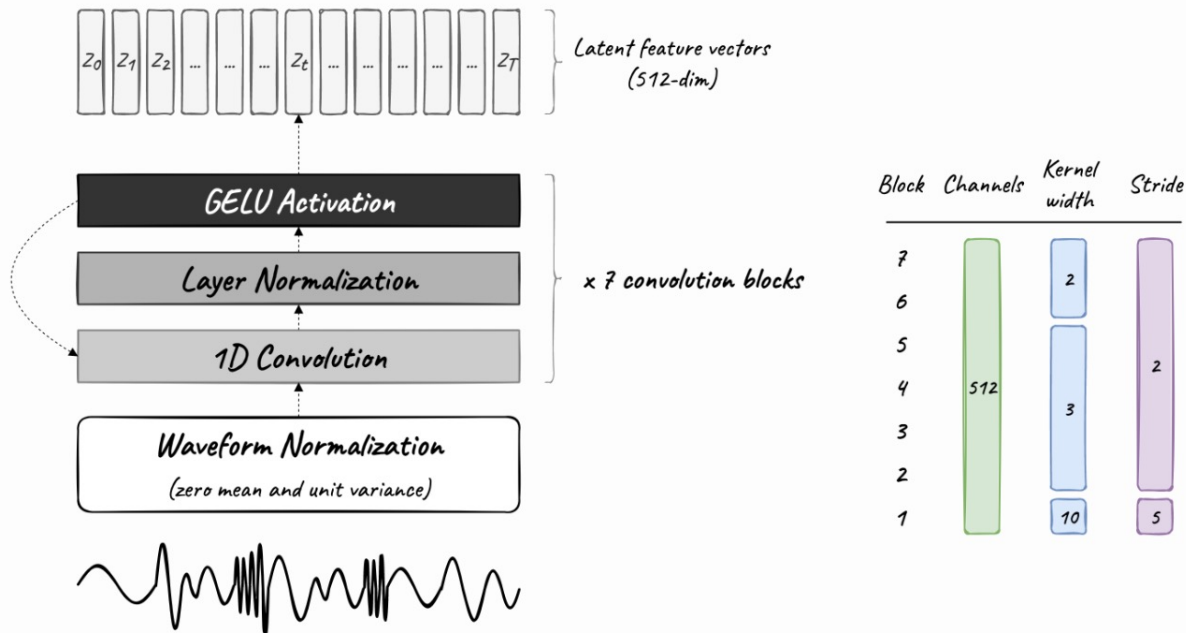 Z0 Z1 Z2 ... ... ... Zt ... ... ... ... ... ZT
Latent feature vectors
(512-dim)
GELU Activation
Layer Normalization
x 7 convolution blocks
1D Convolution
Waveform Normalization
(zero mean and unit variance)
Block Channels Kernel width Stride
7
2
6
5
2
4
512
3
3
2
1
10
5